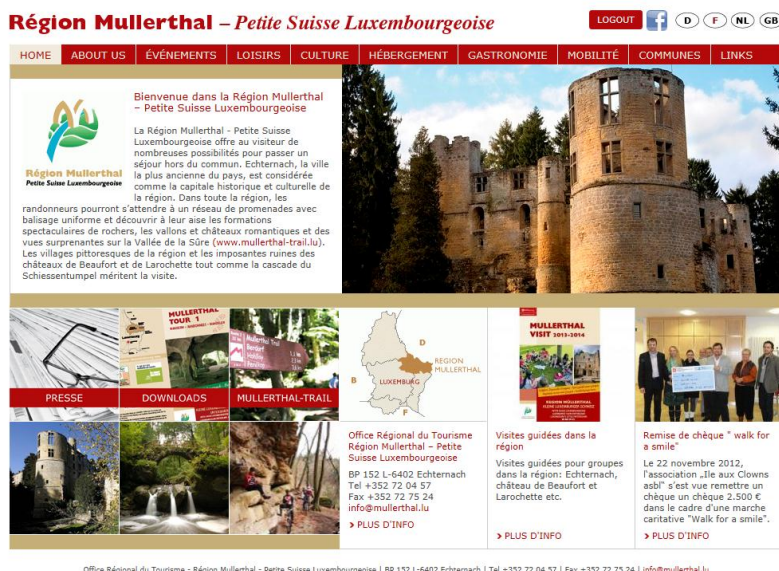 Région Mullerthal – Petite Suisse Luxembourgeoise
LOGOUT
D F NL GB
HOME ABOUT US ÉVÉNEMENTS LOISIRS CULTURE HÉBERGEMENT GASTRONOMIE MOBILITÉ COMMUNES LINKS
Région Mullerthal
Petite Suisse Luxembourgeoise
Bienvenue dans la Région Mullerthal
– Petite Suisse Luxembourgeoise
La Région Mullerthal - Petite Suisse
Luxembourgeoise offre au visiteur de
nombreuses possibilités pour passer un
séjour hors du commun. Echternach, la ville
la plus ancienne du pays, est considérée
comme la capitale historique et culturelle de
la région. Dans toute la région, les
randonneurs pourront s'attendre à un réseau de promenades avec
balisage uniforme et découvrir à leur aise les formations
spectaculaires de rochers, les vallons et châteaux romantiques et des
vues surprenantes sur la Vallée de la Sûre (www.mullerthal-trail.lu).
Les villages pittoresques de la région et les imposantes ruines des
châteaux de Beaufort et de Larochette tout comme la cascade du
Schiessentumpel méritent la visite.
MULLERTHAL
TOUR 1
Mullerthal Trail
PRESSE
DOWNLOADS
MULLERTHAL-TRAIL
D
REGION
MULLERTHAL
B
LUXEMBURG
F
MULLERTHAL
VISIT 2013-2014
Office Régional du Tourisme
Région Mullerthal – Petite
Suisse Luxembourgeoise
BP 152 L-6402 Echternach
Tel +352 72 04 57
Fax +352 72 75 24
info@mullerthal.lu
PLUS D'INFO
Visites guidées dans la
région
Visites guidées pour groupes
dans la région: Echternach,
château de Beaufort et
Larochette etc.
PLUS D'INFO
Remise de chèque " walk for
a smile"
Le 22 novembre 2012,
l'association „Ile aux Clowns
asbl" s'est vue remettre un
chèque un chèque 2.500 €
dans le cadre d'une marche
caritative "Walk for a smile".
PLUS D'INFO
Office Régional du Tourisme - Région Mullerthal - Petite Suisse Luxembourgeoise | BP 152 L-6402 Echternach | Tel +352 72 04 57 | Fax +352 72 75 24 | info@mullerthal.lu